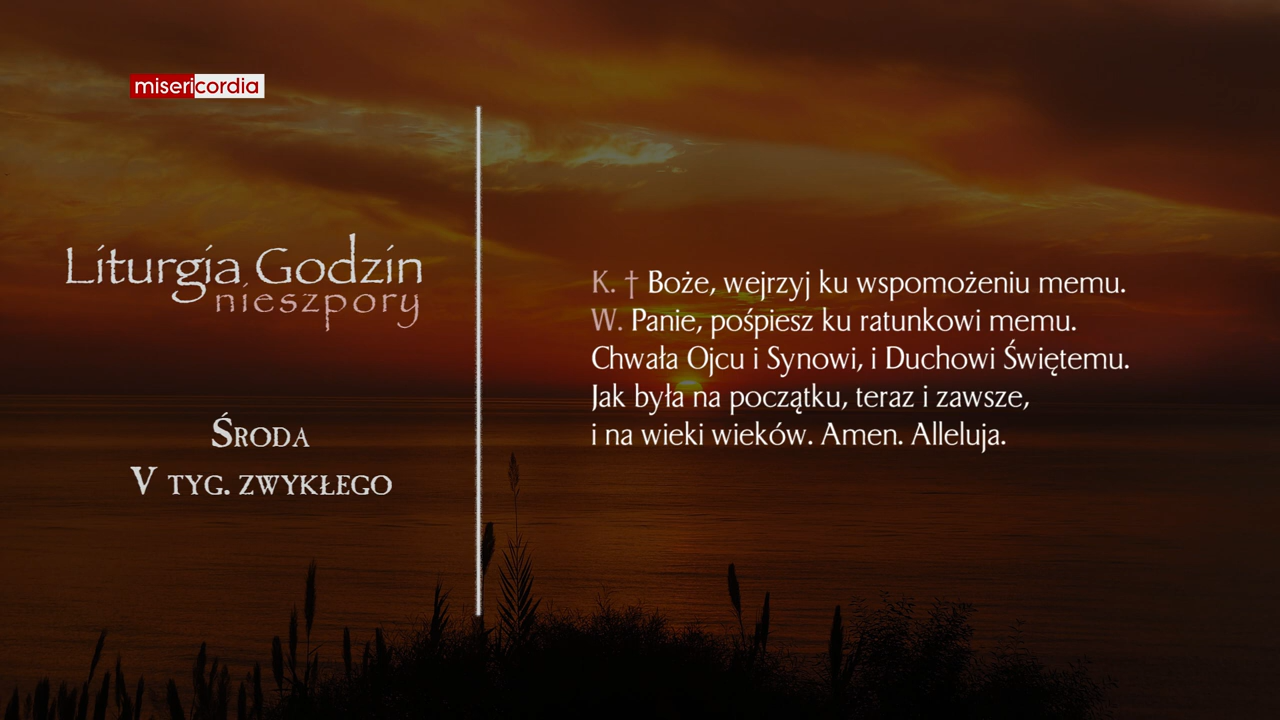 misericordia
Liturgia Godzin
nieszpory
Środa
V tyg. zwykłego
K. † Boże, wejrzyj ku wspomożeniu memu.
W. Panie, pośpiesz ku ratunkowi memu.
Chwała Ojcu i Synowi, i Duchowi Świętemu.
Jak była na początku, teraz i zawsze,
i na wieki wieków. Amen. Alleluja.